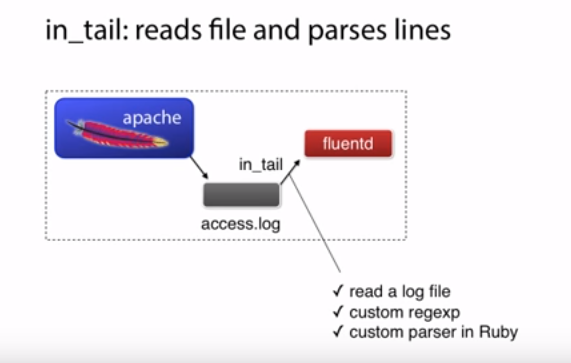 in_tail: reads file and parses lines
apache
fluentd
in_tail
access.log
✓ read a log file
✓ custom regexp
✓ custom parser in Ruby